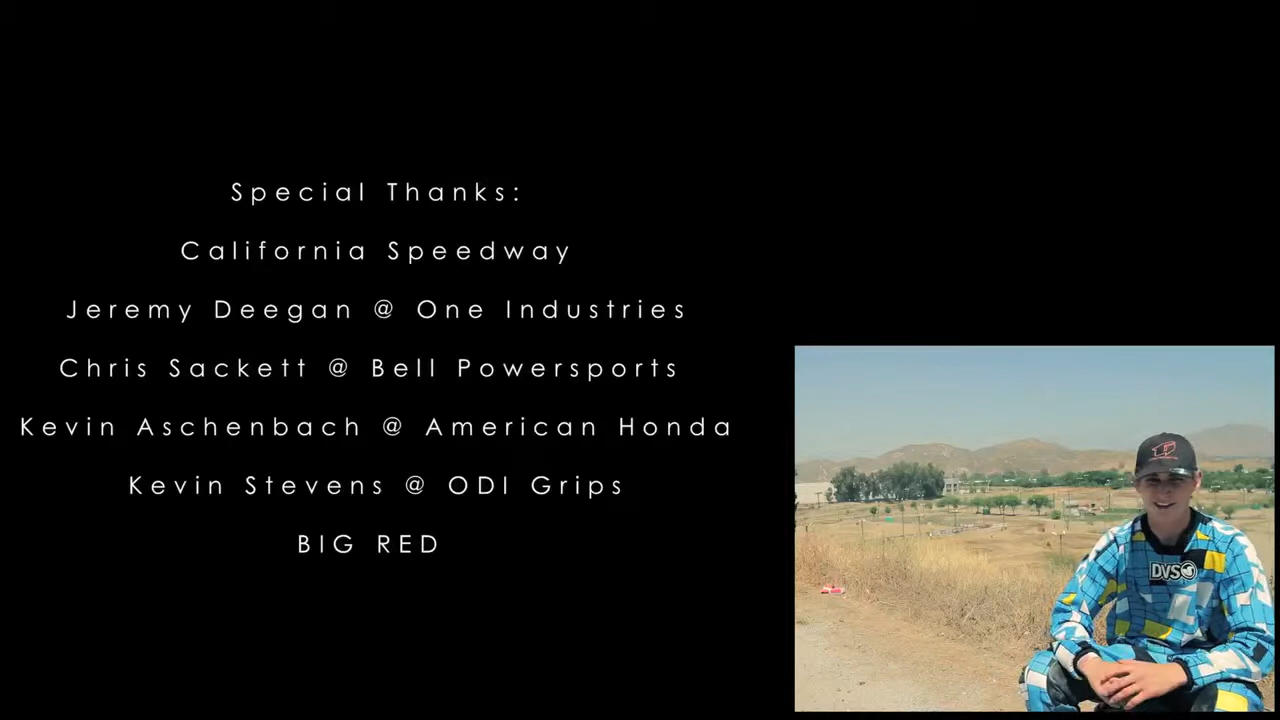 Special Thanks:
California Speedway
Jeremy Deegan @ One Industries
Chris Sackett @ Bell Powersports
Kevin Aschenbach @ American Honda
Kevin Stevens @ ODI Grips
BIG RED
DVS